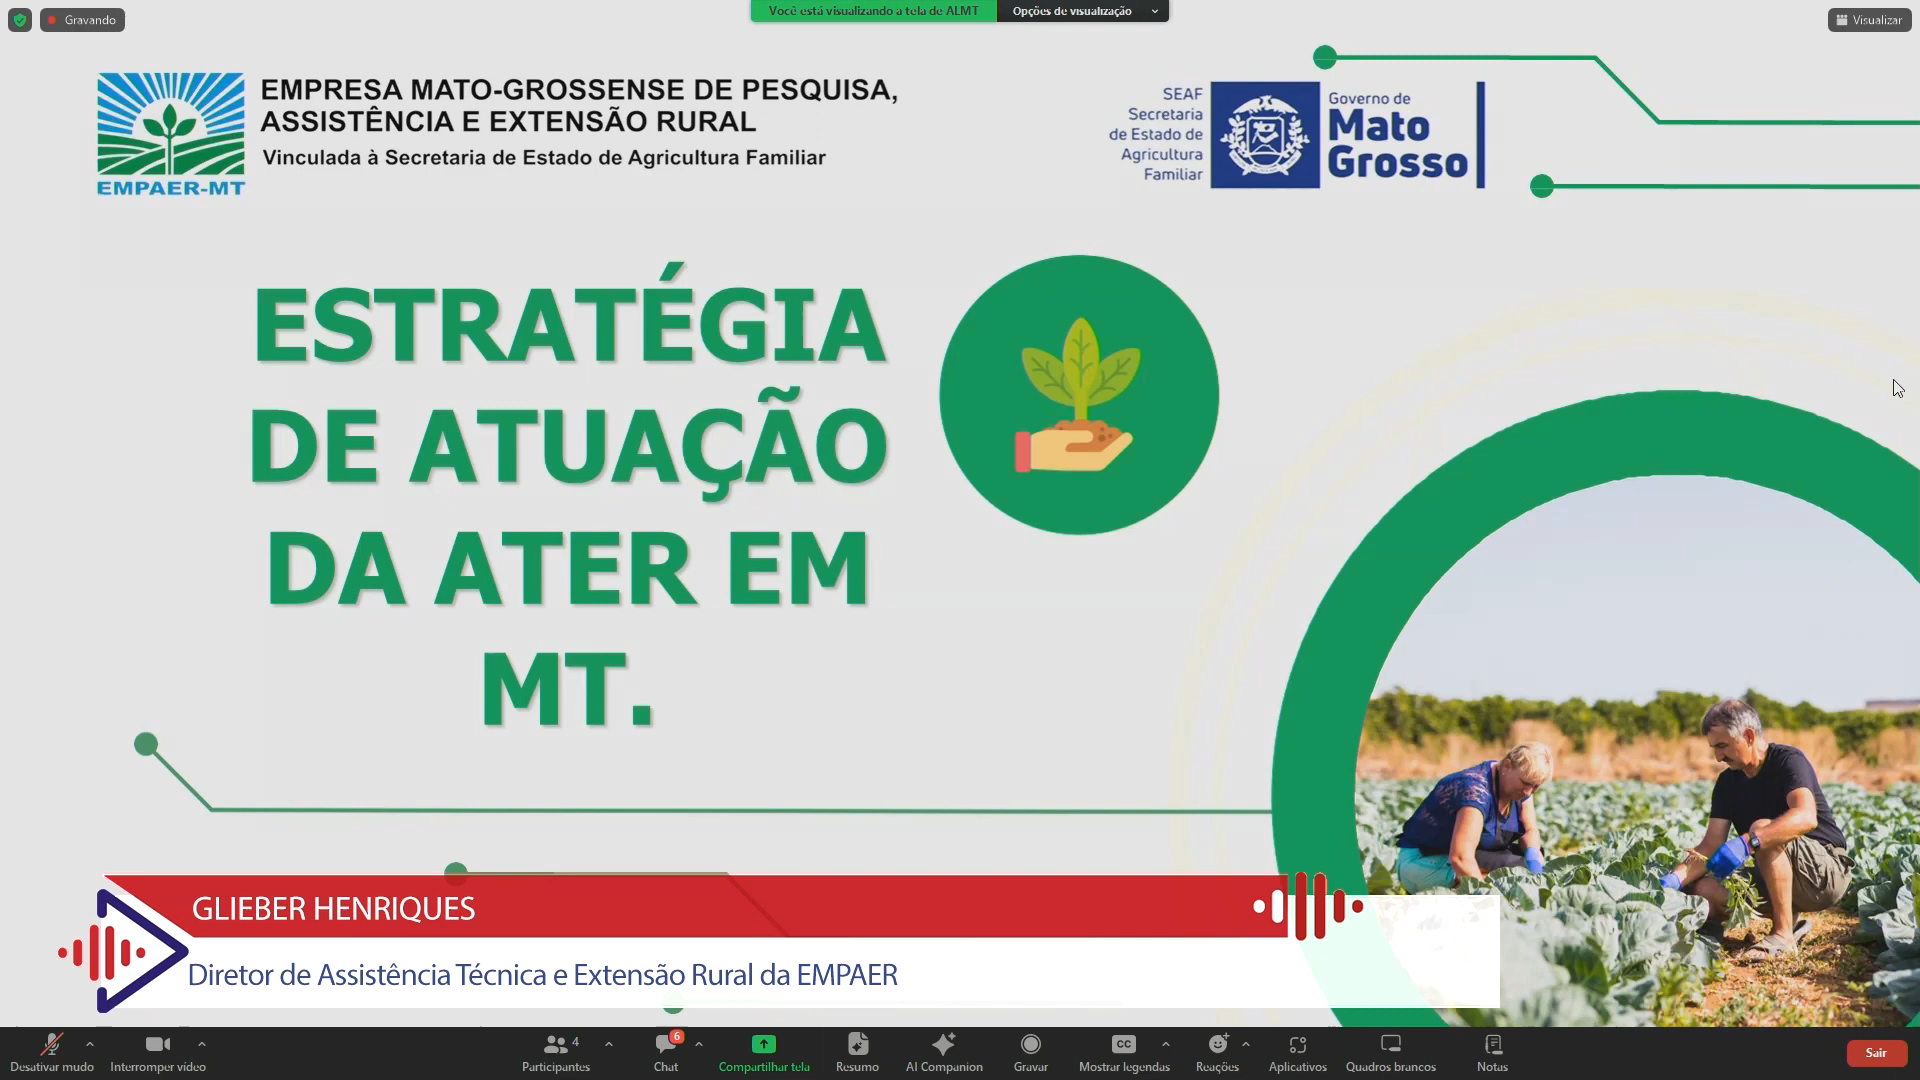 Gravando
Você está visualizando a tela de ALMT
Opções de visualização
Visualizar
EMPRESA MATO-GROSSENSE DE PESQUISA,
ASSISTÊNCIA E EXTENSÃO RURAL
Vinculada à Secretaria de Estado de Agricultura Familiar
EMPAER-MT
SEAF
Secretaria
de Estado de
Agricultura
Familiar
Governo de
Mato
Grosso
ESTRATÉGIA
DE ATUAÇÃO
DA ATER EM
MT.
GLIEBER HENRIQUES
Diretor de Assistência Técnica e Extensão Rural da EMPAER
Desativar mudo
Interromper vídeo
4
Participantes
6
Chat
Compartilhar tela
Resumo
AI Companion
Gravar
CC
Mostrar legendas
Reações
Aplicativos
Quadros brancos
Notas
Sair